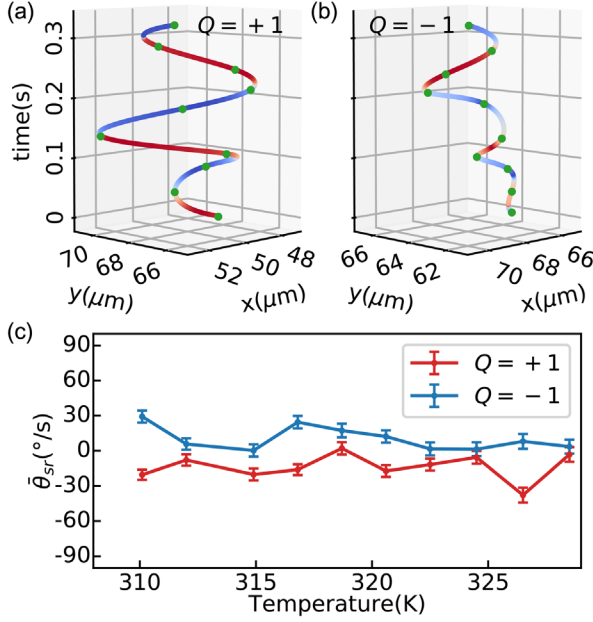 (a) Q = +1 (b) Q = −1
0.3
0.2
0.1
0
time(s)
70 68 66
y(μm)
52 50 48
x(μm)
66 64 62
y(μm)
70 68 66
x(μm)
(c)
90
60
30
0
-30
-60
-90
θ̄sr(°/s)
Q = +1
Q = −1
310 315 320 325
Temperature(K)